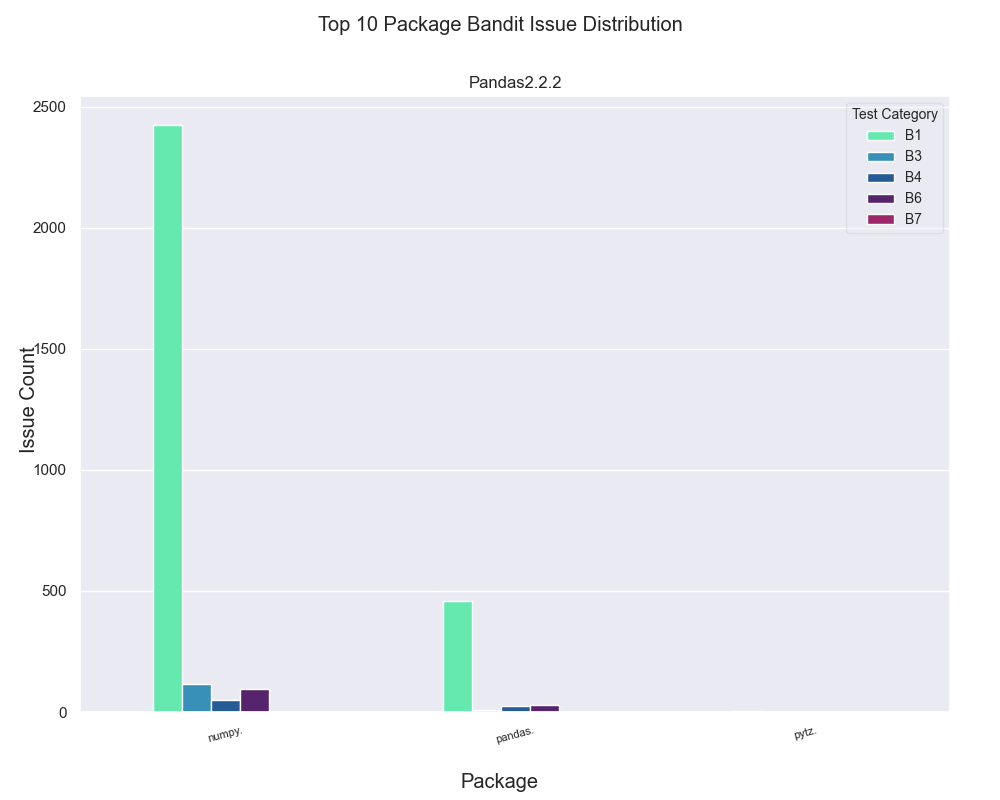 Top 10 Package Bandit Issue Distribution
Pandas2.2.2
2500
2000
1500
1000
500
0
Issue Count
Test Category
B1
B3
B4
B6
B7
numpy.
pandas.
pytz.
Package